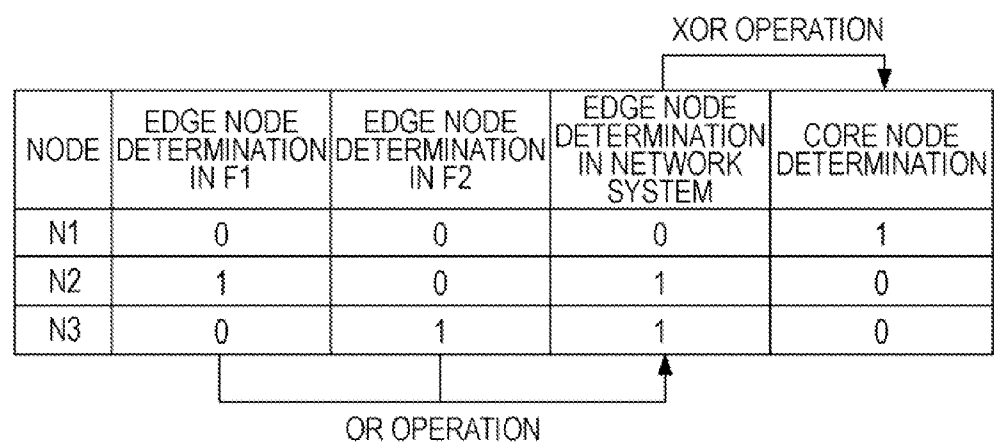 XOR OPERATION
NODE
EDGE NODE
DETERMINATION
IN F1
EDGE NODE
DETERMINATION
IN F2
EDGE NODE
DETERMINATION
IN NETWORK
SYSTEM
CORE NODE
DETERMINATION
N1 0 0 0 1
N2 1 0 1 0
N3 0 1 1 0
OR OPERATION